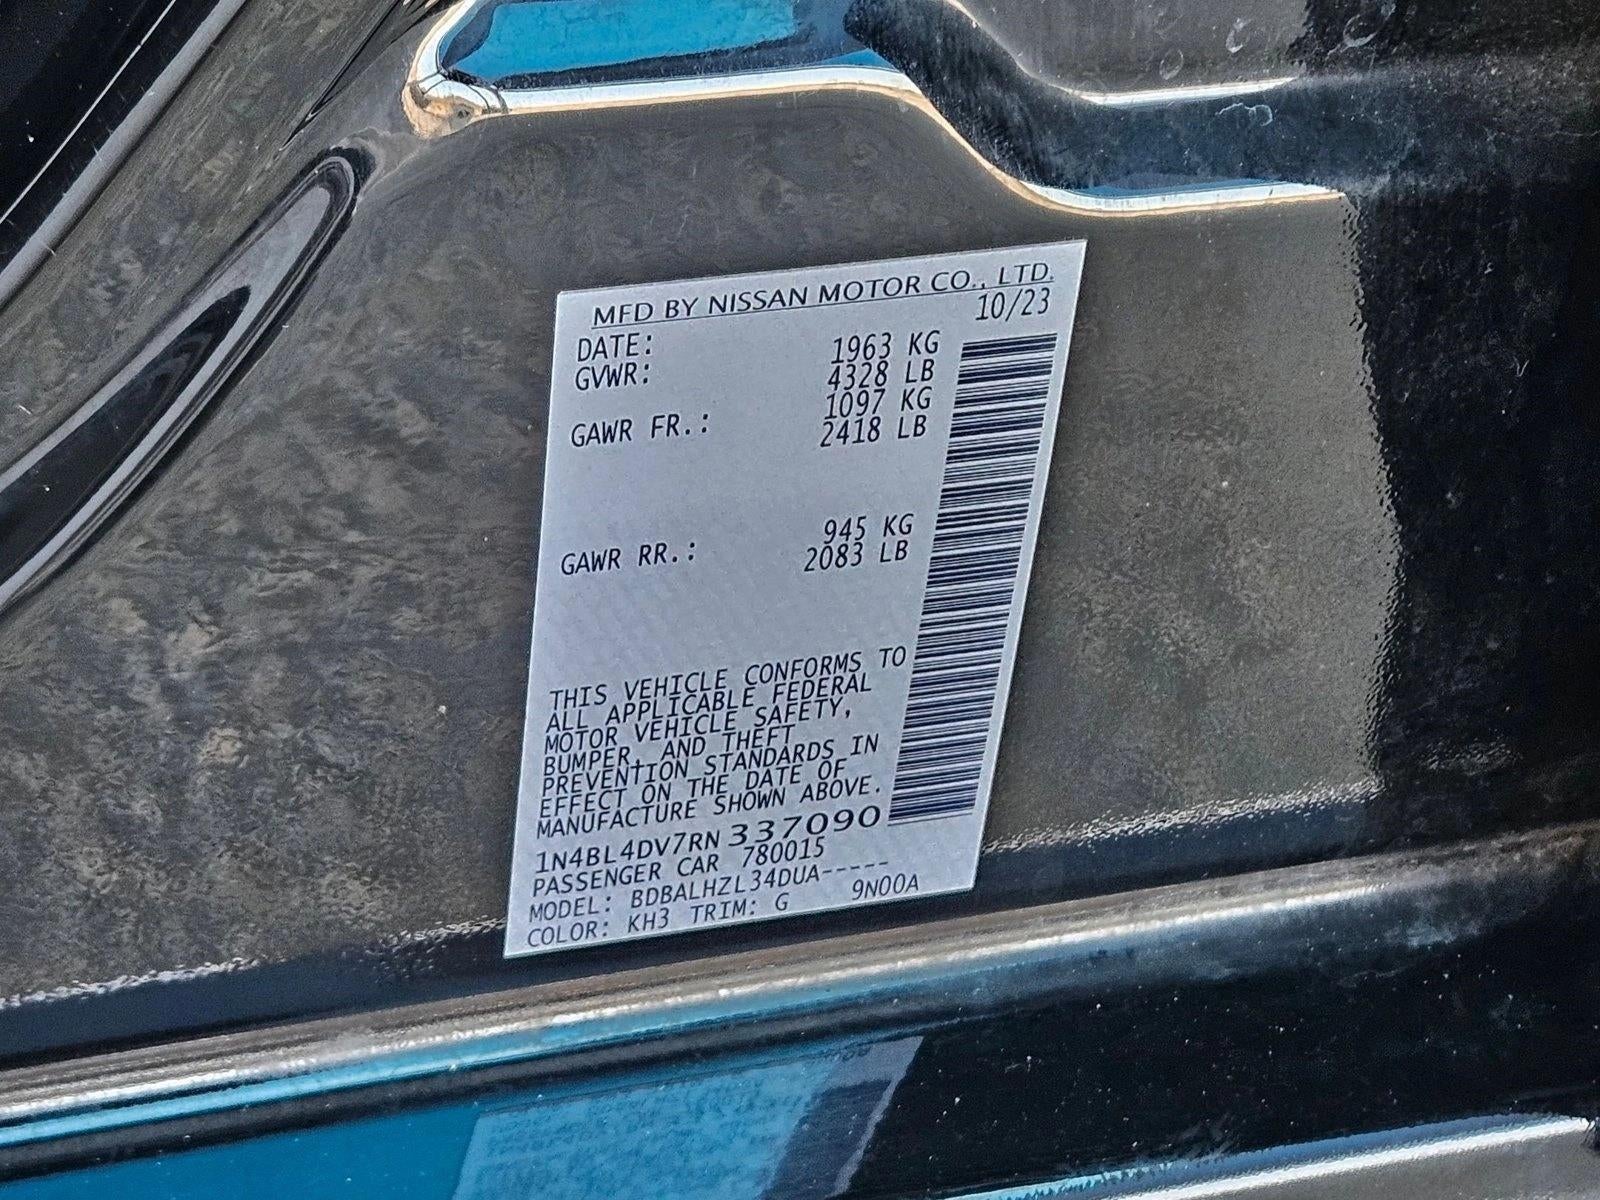 MFD BY NISSAN MOTOR CO., LTD.
DATE: 10/23
GVWR: 1963 KG
4328 LB
GAWR FR.: 1097 KG
2418 LB
GAWR RR.: 945 KG
2083 LB
THIS VEHICLE CONFORMS TO
ALL APPLICABLE FEDERAL
MOTOR VEHICLE SAFETY,
BUMPER, AND THEFT
PREVENTION STANDARDS IN
EFFECT ON THE DATE OF
MANUFACTURE SHOWN ABOVE.
1N4BL4DV7RN337090
PASSENGER CAR 780015
MODEL: BDBALHZL34DUA-----
COLOR: KH3 TRIM: G 9N00A